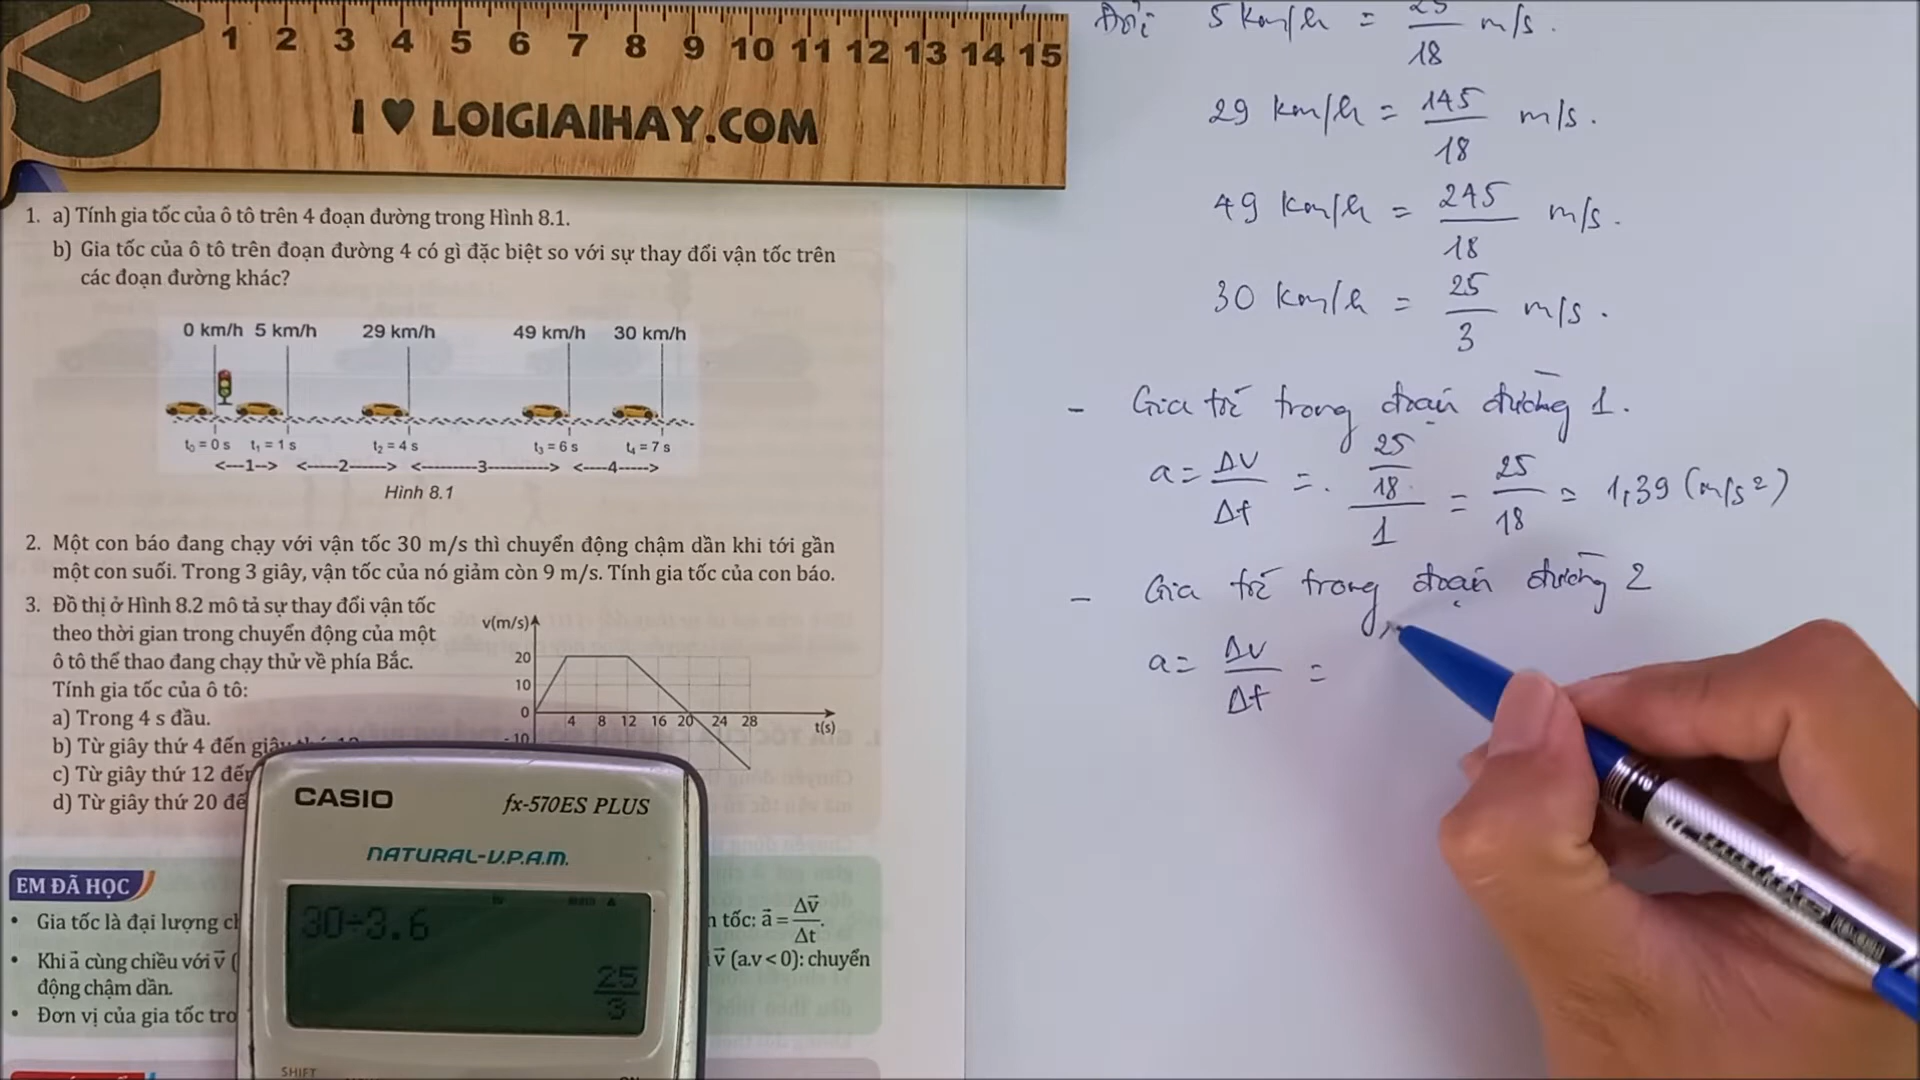 1 2 3 4 5 6 7 8 9 10 11 12 13 14 15
I ♥ LOIGIAIHAY.COM
1. a) Tính gia tốc của ô tô trên 4 đoạn đường trong Hình 8.1.
b) Gia tốc của ô tô trên đoạn đường 4 có gì đặc biệt so với sự thay đổi vận tốc trên
các đoạn đường khác?
0 km/h 5 km/h 29 km/h 49 km/h 30 km/h
t₀ = 0 s t₁ = 1 s t₂ = 4 s t₃ = 6 s t₄ = 7 s
<---1--> <-----2------> <---------3----------> <----4----->
Hình 8.1
2. Một con báo đang chạy với vận tốc 30 m/s thì chuyển động chậm dần khi tới gần
một con suối. Trong 3 giây, vận tốc của nó giảm còn 9 m/s. Tính gia tốc của con báo.
3. Đồ thị ở Hình 8.2 mô tả sự thay đổi vận tốc
theo thời gian trong chuyển động của một
ô tô thể thao đang chạy thử về phía Bắc.
Tính gia tốc của ô tô:
a) Trong 4 s đầu.
b) Từ giây thứ 4 đến giây
c) Từ giây thứ 12
d) Từ giây thứ 20
v(m/s)
20
10
0
-10
4 8 12 16 20 24 28
t(s)
EM ĐÃ HỌC
• Gia tốc là đại lượng
tốc: a⃗ = Δv⃗/Δt.
• Khi a⃗ cùng chiều với v⃗ (
v⃗ (a.v < 0): chuyển
động chậm dần.
• Đơn vị của gia tốc
CASIO
fx-570ES PLUS
NATURAL-V.P.A.M.
30÷3.6
25/3
SHIFT
Đổi: 5 km/h = 25/18 m/s.
29 km/h = 145/18 m/s.
49 km/h = 245/18 m/s.
30 km/h = 25/3 m/s.
- Gia tốc trong đoạn đường 1.
a = Δv/Δt = (25/18)/1 = 25/18 = 1,39 (m/s²)
- Gia tốc trong đoạn đường 2
a = Δv/Δt =